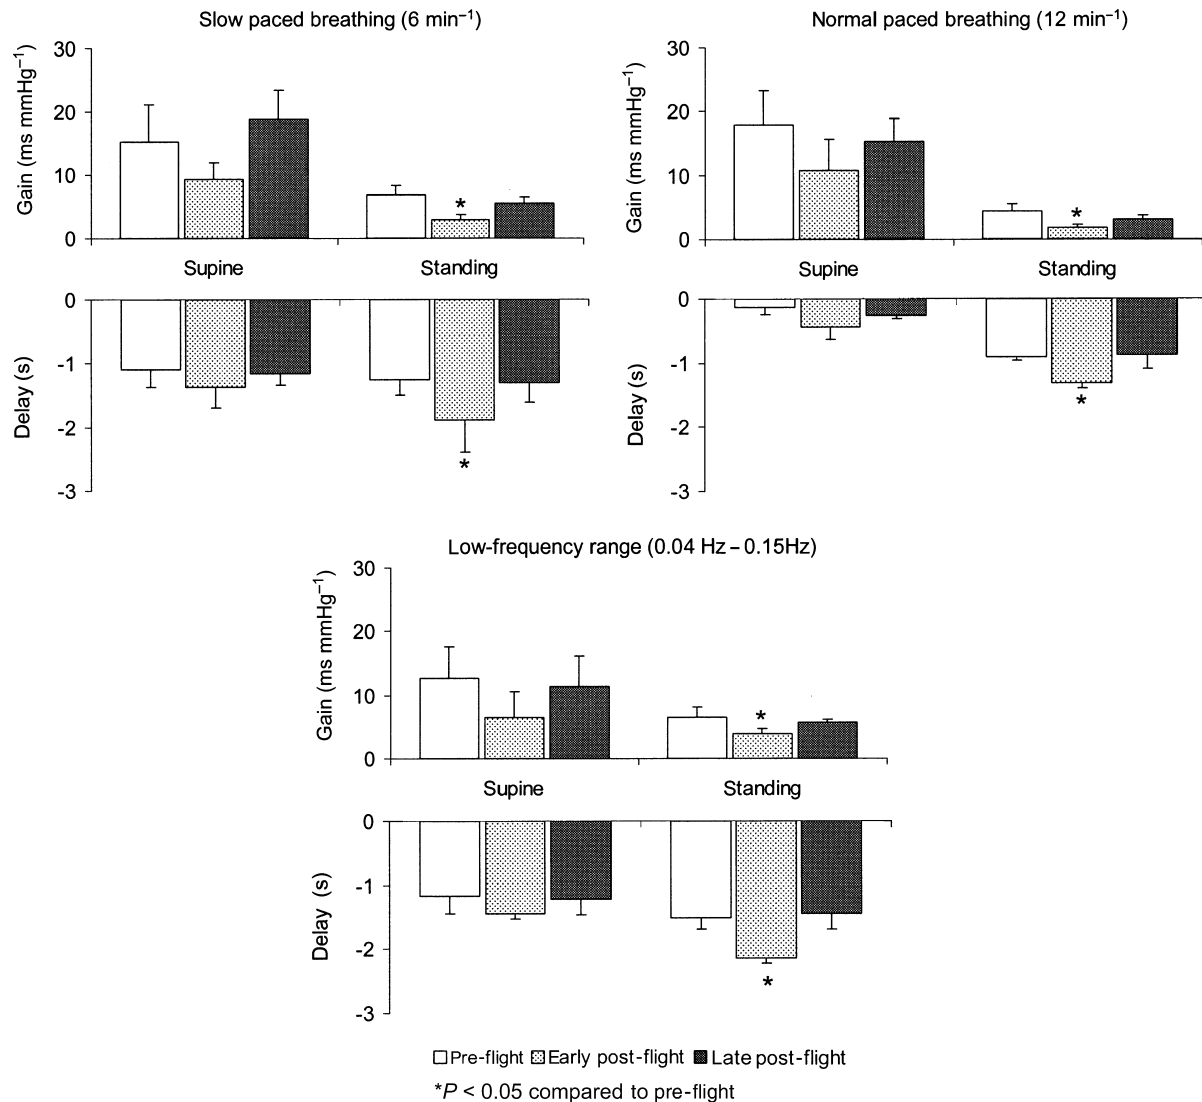 Slow paced breathing (6 min⁻¹)
Gain (ms mmHg⁻¹)
30
20
10
0
*
Supine
Standing
Delay (s)
0
-1
-2
-3
*
Normal paced breathing (12 min⁻¹)
Gain (ms mmHg⁻¹)
30
20
10
0
*
Supine
Standing
Delay (s)
0
-1
-2
-3
*
Low-frequency range (0.04 Hz – 0.15Hz)
Gain (ms mmHg⁻¹)
30
20
10
0
*
Supine
Standing
Delay (s)
0
-1
-2
-3
*
Pre-flight Early post-flight Late post-flight
*P < 0.05 compared to pre-flight